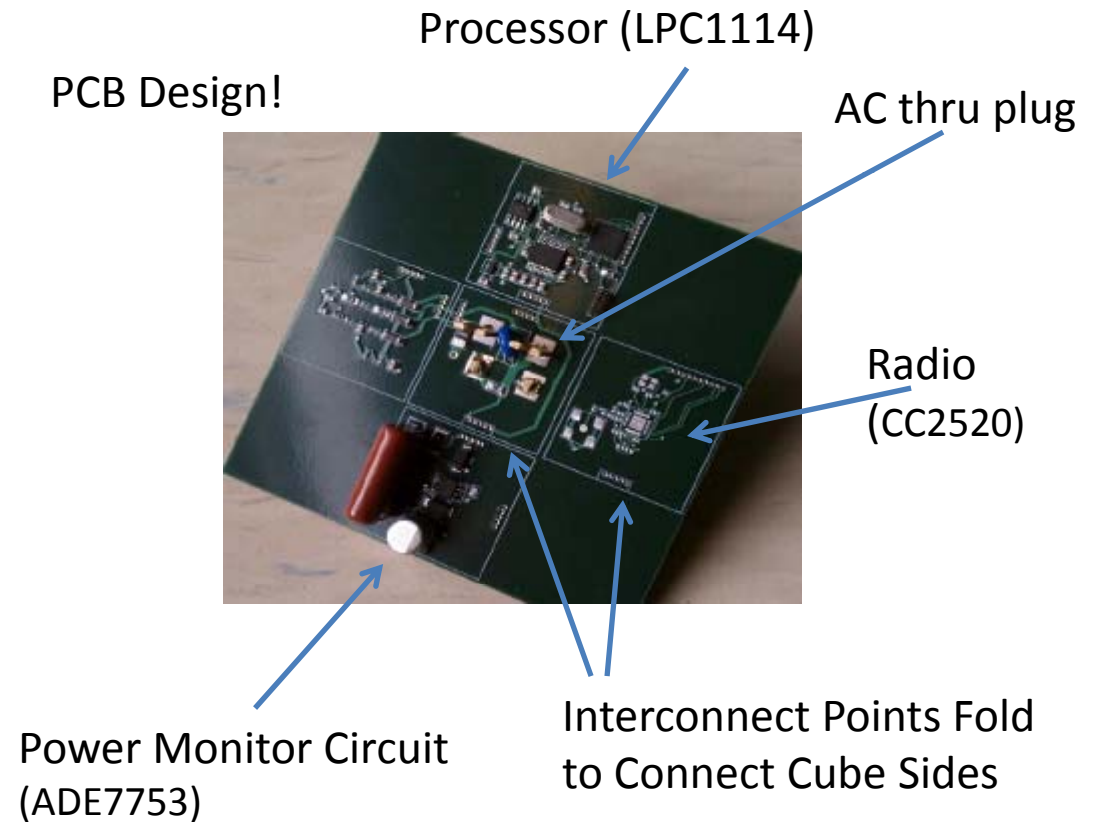 Processor (LPC1114)
PCB Design!
AC thru plug
Radio
(CC2520)
Interconnect Points Fold
to Connect Cube Sides
Power Monitor Circuit
(ADE7753)